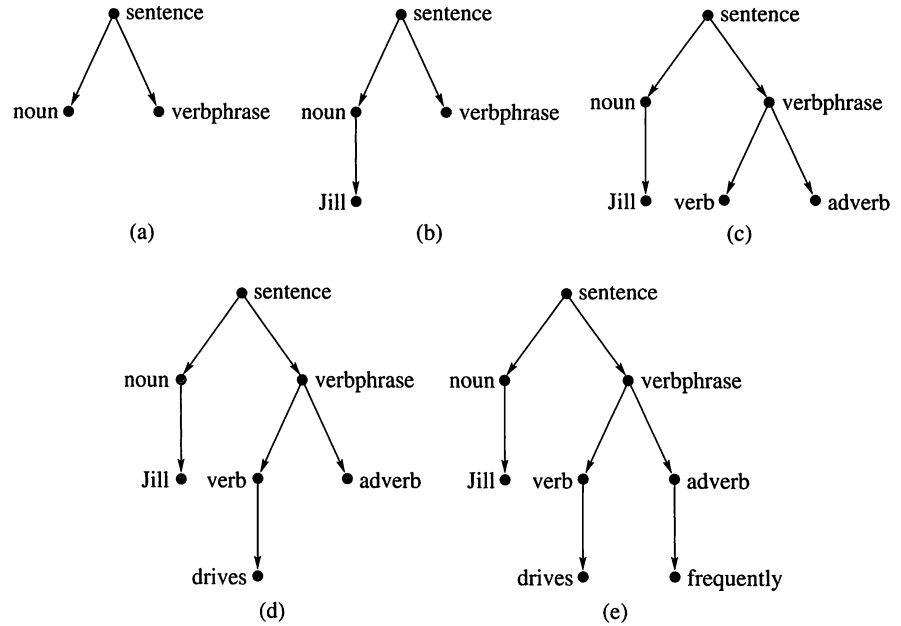 sentence sentence sentence
noun verbphrase noun verbphrase noun verbphrase
Jill Jill verb adverb
(a) (b) (c)
sentence sentence
noun verbphrase noun verbphrase
Jill verb adverb Jill verb adverb
drives drives frequently
(d) (e)